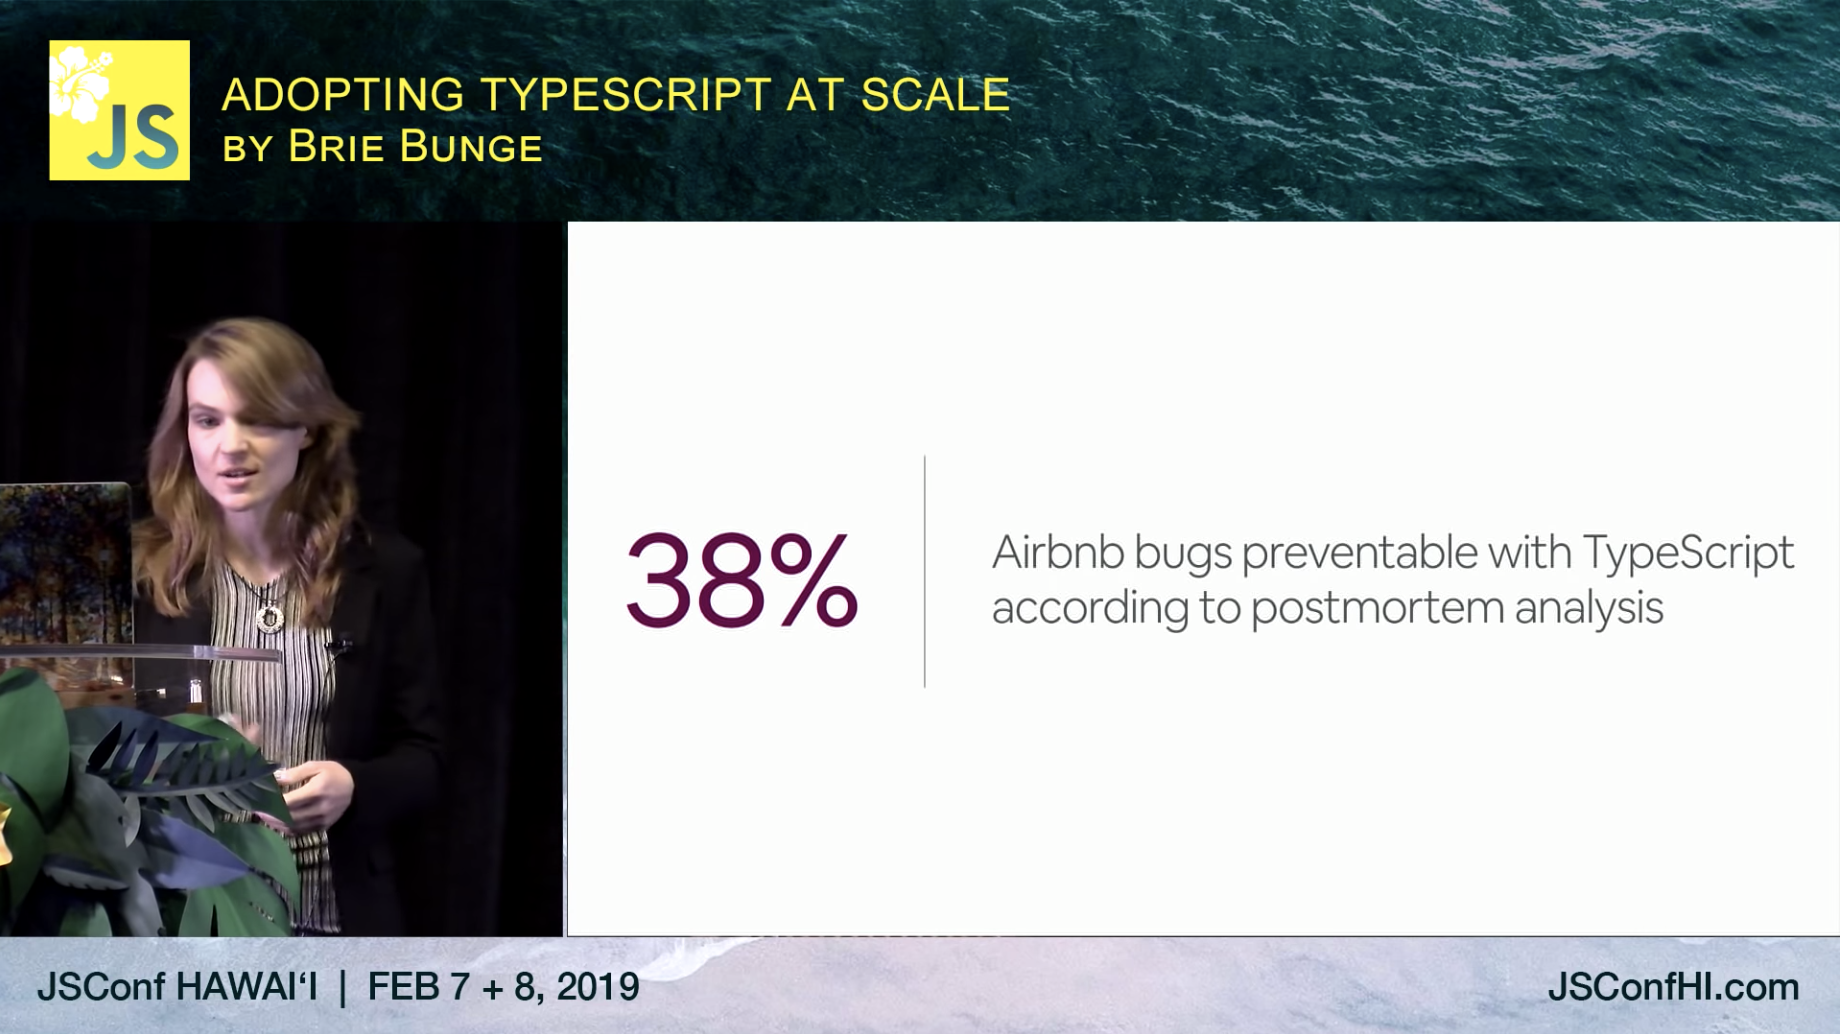 JS
ADOPTING TYPESCRIPT AT SCALE
BY BRIE BUNGE
38%
Airbnb bugs preventable with TypeScript
according to postmortem analysis
JSConf HAWAI‘I | FEB 7 + 8, 2019
JSConfHI.com